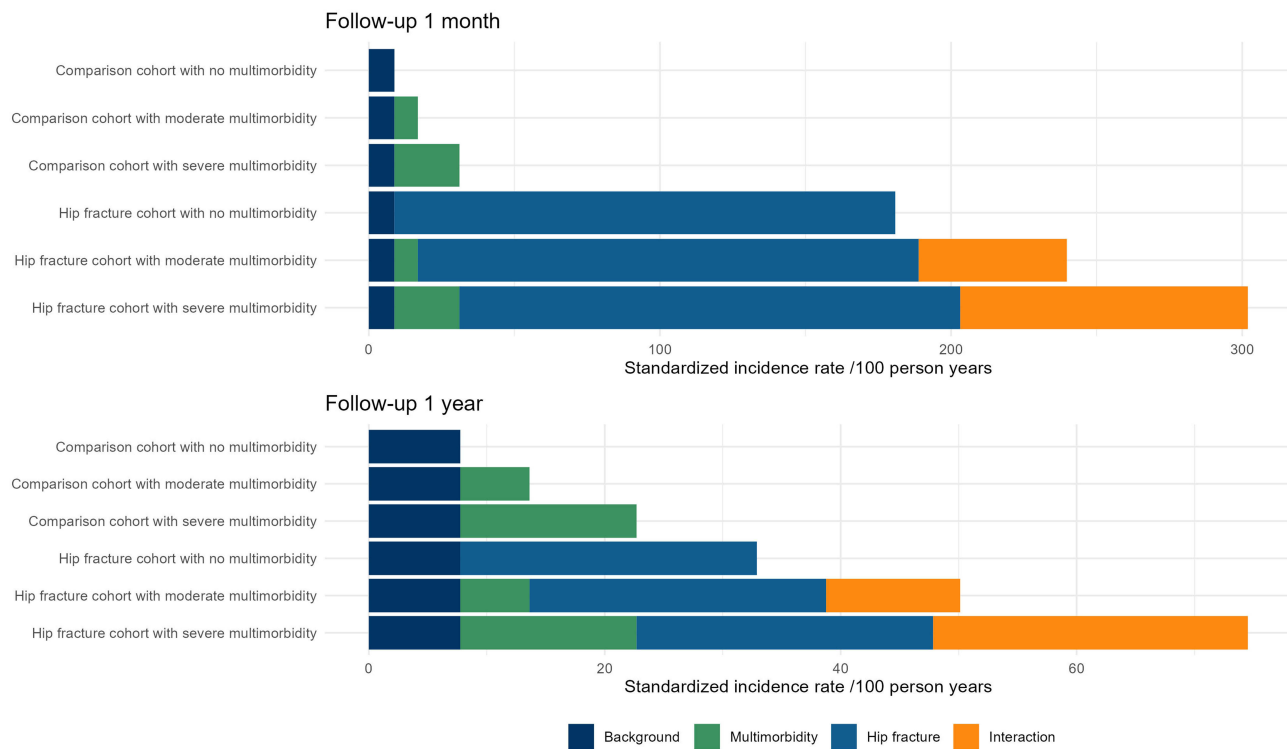 Follow-up 1 month
Comparison cohort with no multimorbidity
Comparison cohort with moderate multimorbidity
Comparison cohort with severe multimorbidity
Hip fracture cohort with no multimorbidity
Hip fracture cohort with moderate multimorbidity
Hip fracture cohort with severe multimorbidity
0 100 200 300
Standardized incidence rate /100 person years
Follow-up 1 year
Comparison cohort with no multimorbidity
Comparison cohort with moderate multimorbidity
Comparison cohort with severe multimorbidity
Hip fracture cohort with no multimorbidity
Hip fracture cohort with moderate multimorbidity
Hip fracture cohort with severe multimorbidity
0 20 40 60
Standardized incidence rate /100 person years
Background Multimorbidity Hip fracture Interaction